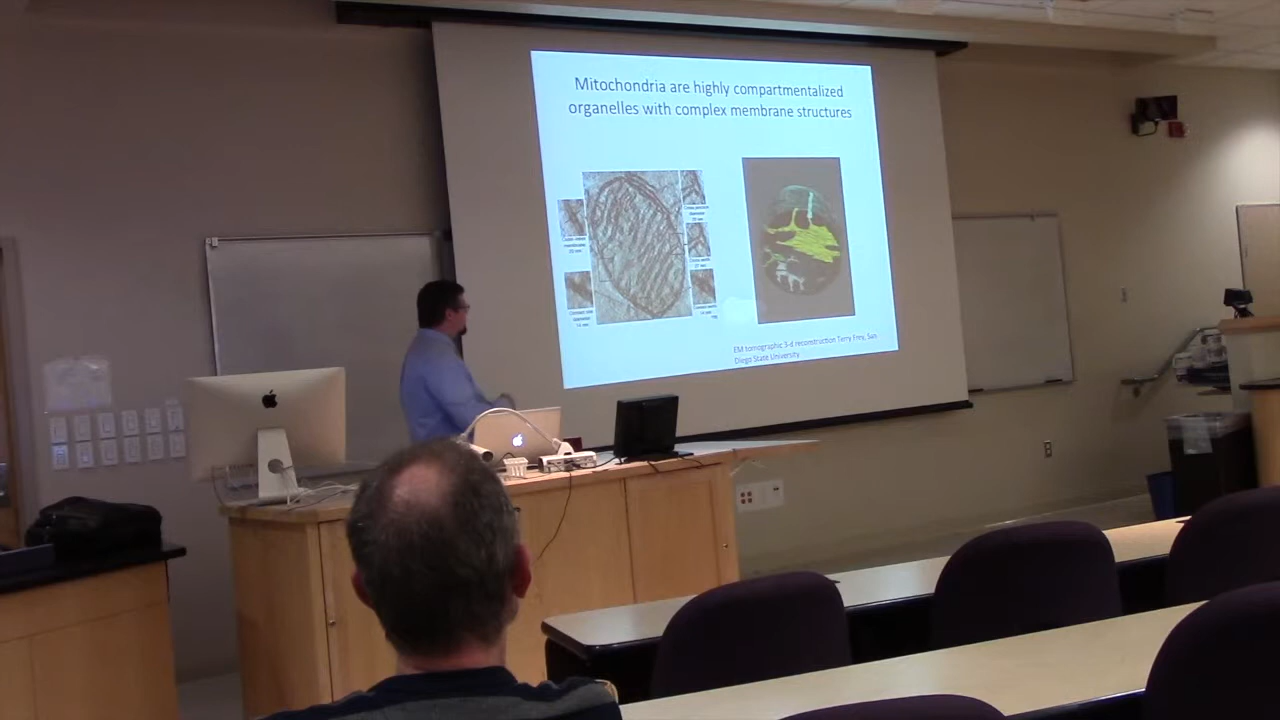 Mitochondria are highly compartmentalized
organelles with complex membrane structures
EM tomographic 3-d reconstruction Terry Frey, San
Diego State University